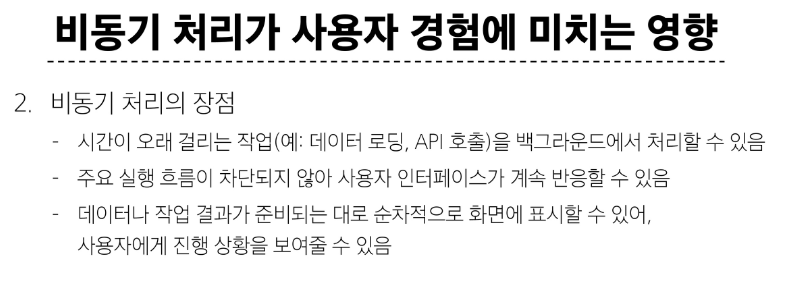 비동기 처리가 사용자 경험에 미치는 영향
2. 비동기 처리의 장점
- 시간이 오래 걸리는 작업(예: 데이터 로딩, API 호출)을 백그라운드에서 처리할 수 있음
- 주요 실행 흐름이 차단되지 않아 사용자 인터페이스가 계속 반응할 수 있음
- 데이터나 작업 결과가 준비되는 대로 순차적으로 화면에 표시할 수 있어,
사용자에게 진행 상황을 보여줄 수 있음